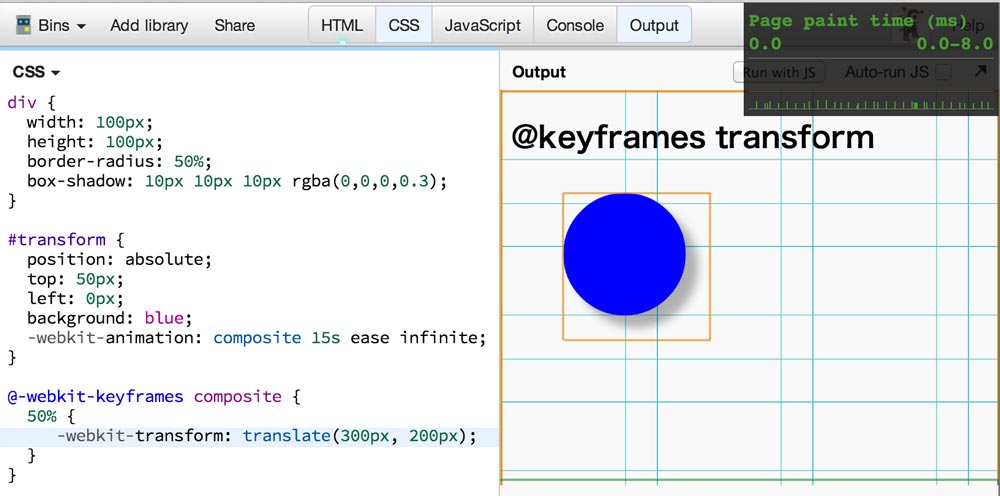 Bins Add library Share HTML CSS JavaScript Console Output Help
Page paint time (ms)
0.0 0.0-8.0
CSS
Output Run with JS Auto-run JS
div {
  width: 100px;
  height: 100px;
  border-radius: 50%;
  box-shadow: 10px 10px 10px rgba(0,0,0,0.3);
}
#transform {
  position: absolute;
  top: 50px;
  left: 0px;
  background: blue;
  -webkit-animation: composite 15s ease infinite;
}
@-webkit-keyframes composite {
  50% {
    -webkit-transform: translate(300px, 200px);
  }
}
@keyframes transform